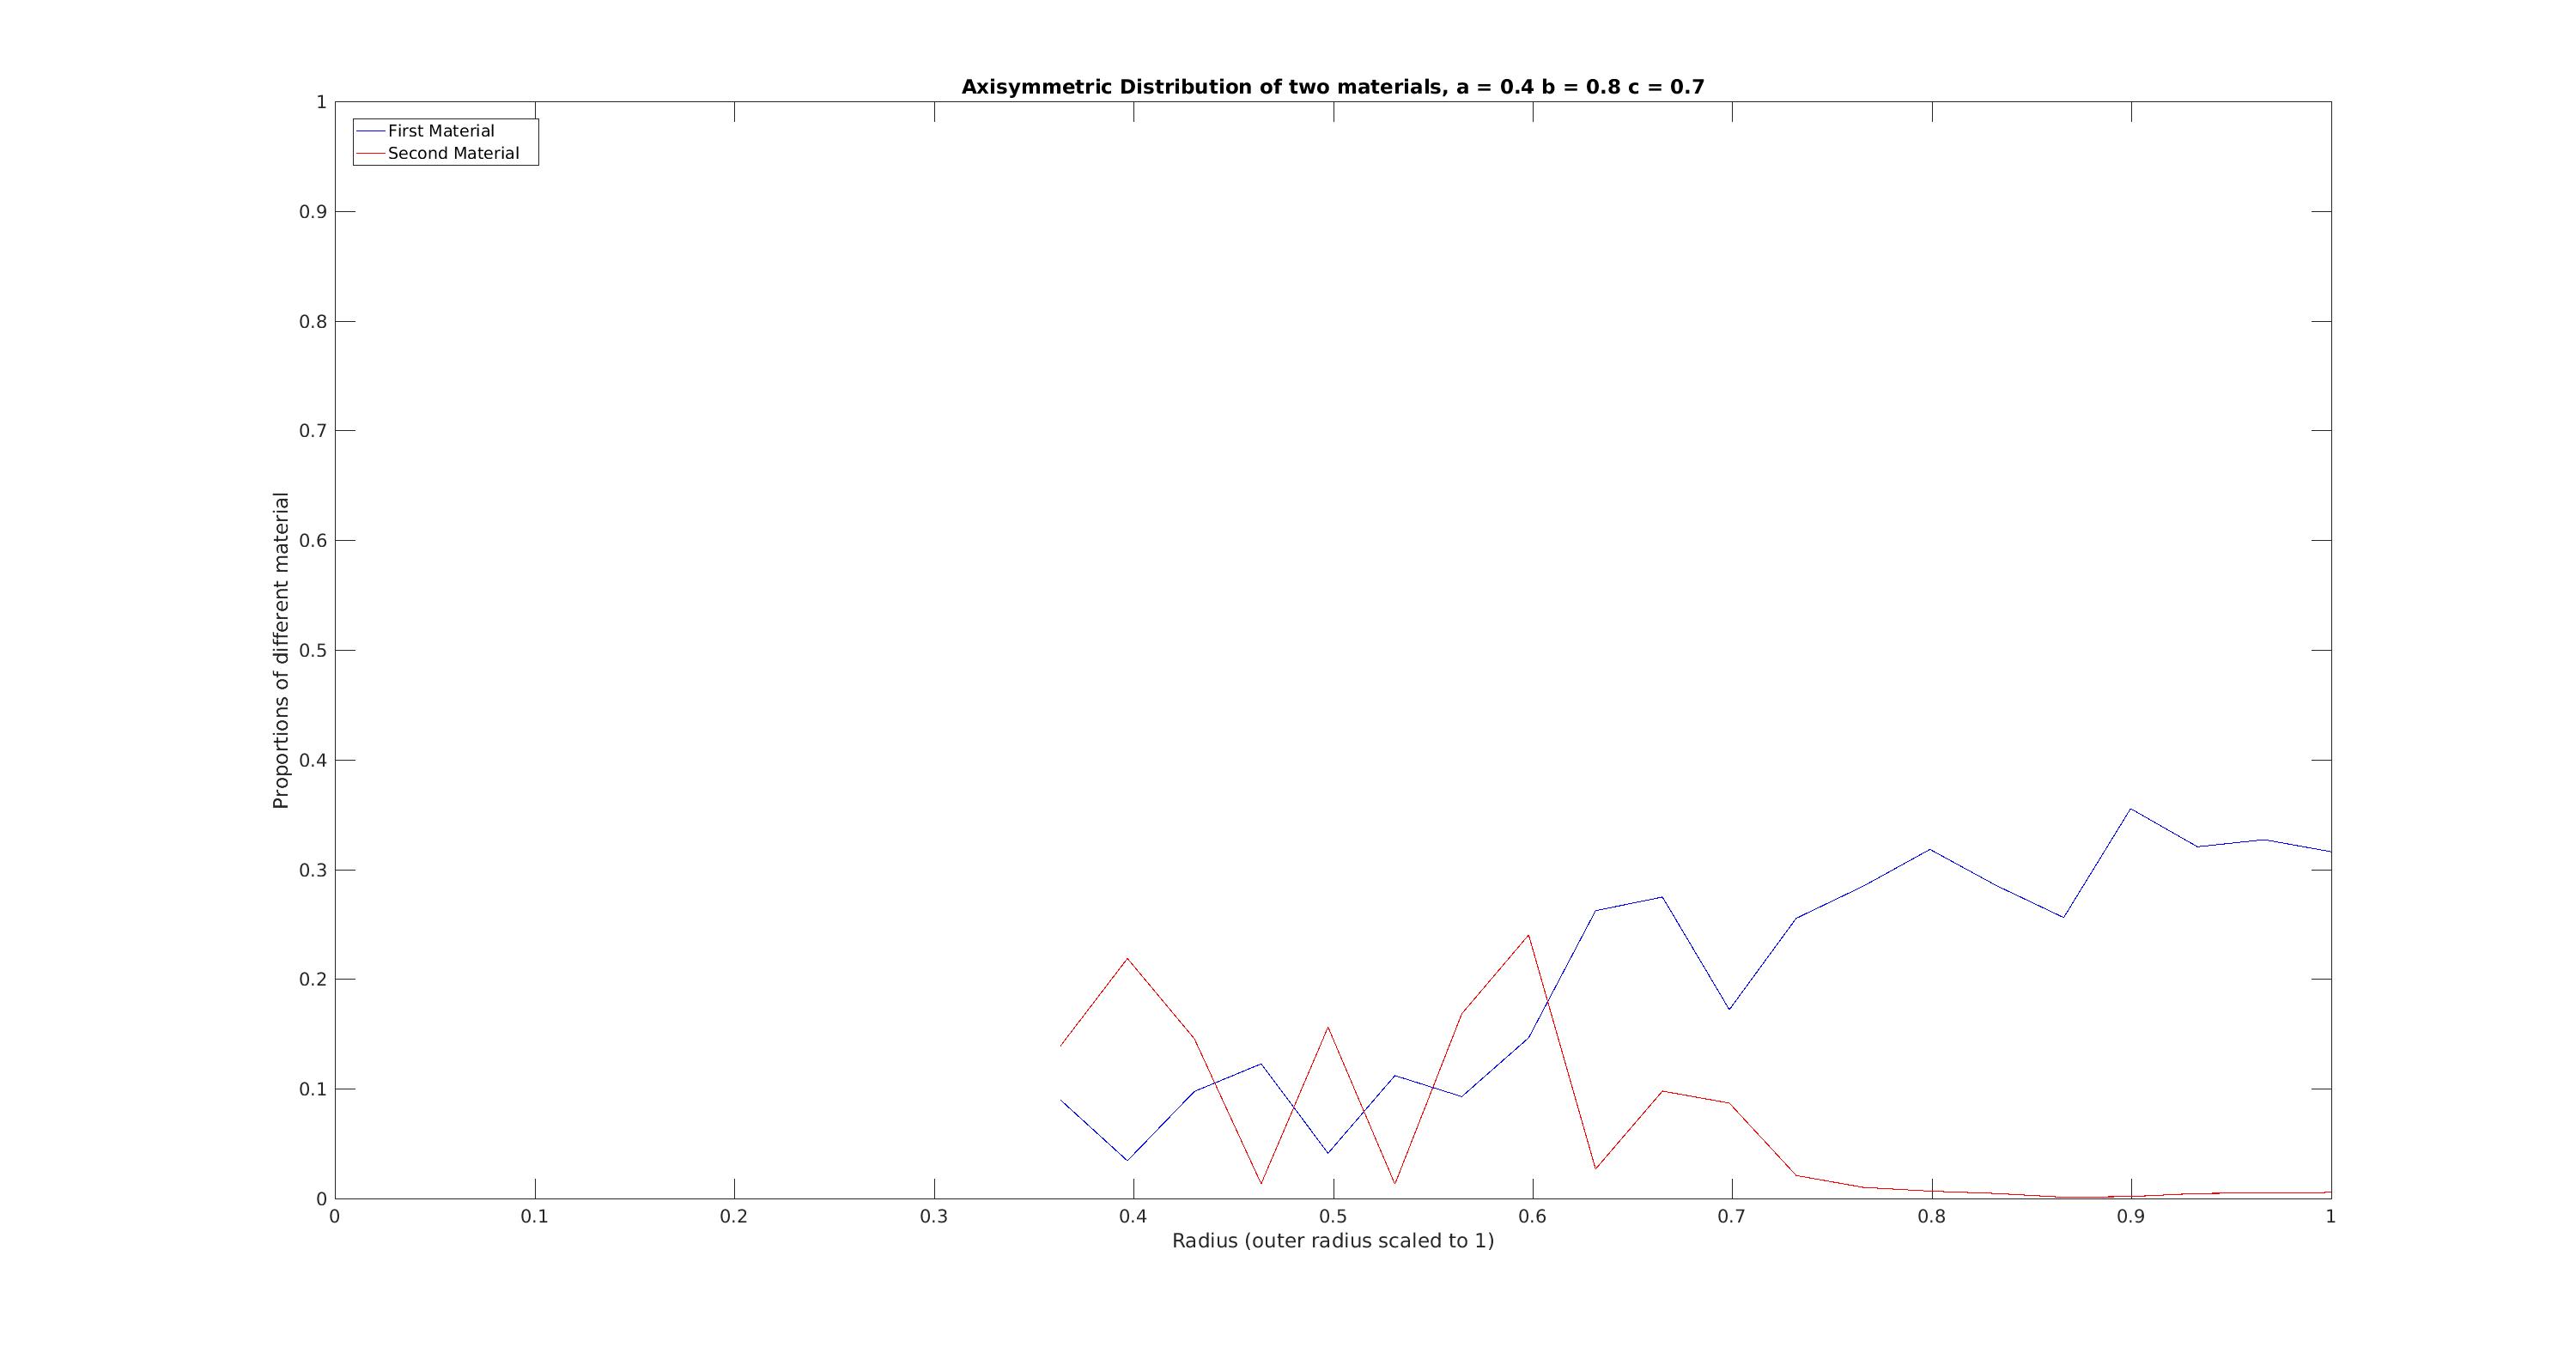 Axisymmetric Distribution of two materials, a = 0.4 b = 0.8 c = 0.7
First Material
Second Material
1
0.9
0.8
0.7
0.6
0.5
0.4
0.3
0.2
0.1
0
Proportions of different material
0 0.1 0.2 0.3 0.4 0.5 0.6 0.7 0.8 0.9 1
Radius (outer radius scaled to 1)